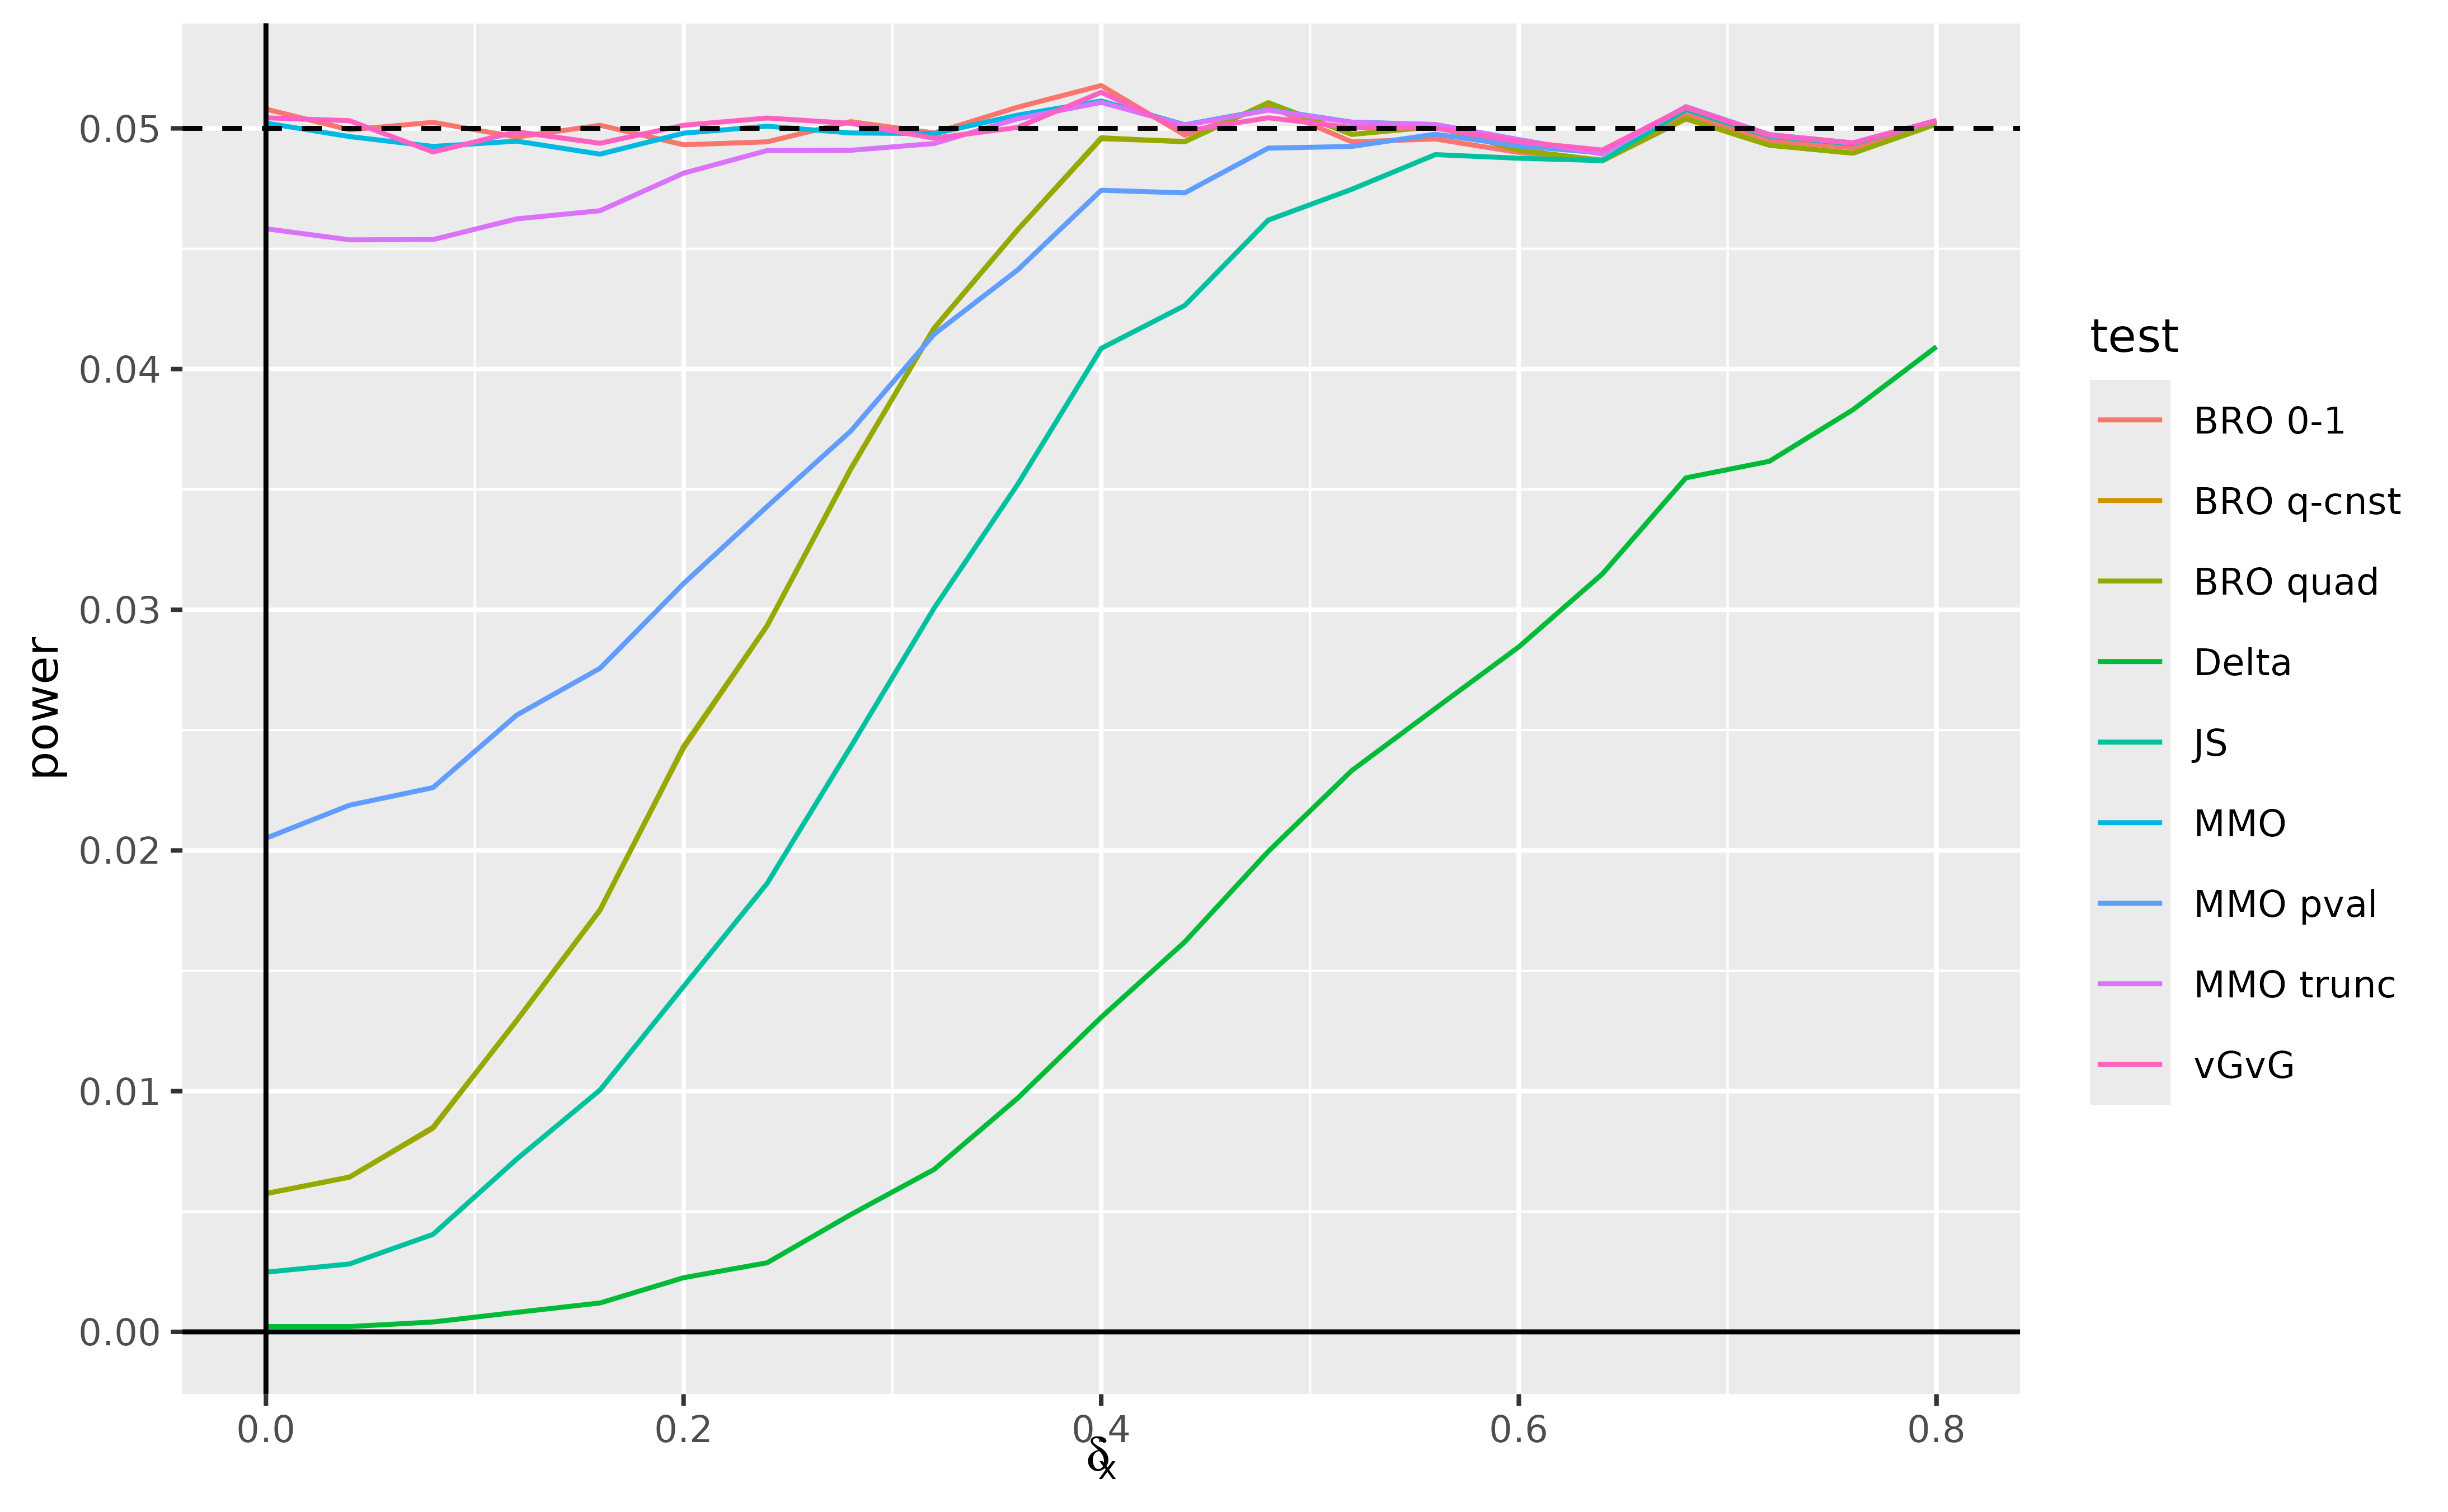 0.05
0.04
0.03
0.02
0.01
0.00
power
0.0 0.2 0.4 0.6 0.8
δx
test
BRO 0-1
BRO q-cnst
BRO quad
Delta
JS
MMO
MMO pval
MMO trunc
vGvG